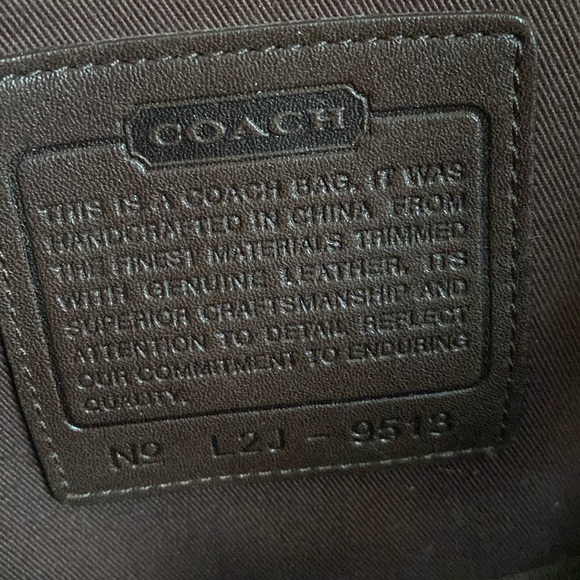 COACH
THIS IS A COACH BAG. IT WAS
HANDCRAFTED IN CHINA FROM
THE FINEST MATERIALS TRIMMED
WITH GENUINE LEATHER. ITS
SUPERIOR CRAFTSMANSHIP AND
ATTENTION TO DETAIL REFLECT
OUR COMMITMENT TO ENDURING
QUALITY.
No L2J - 9513